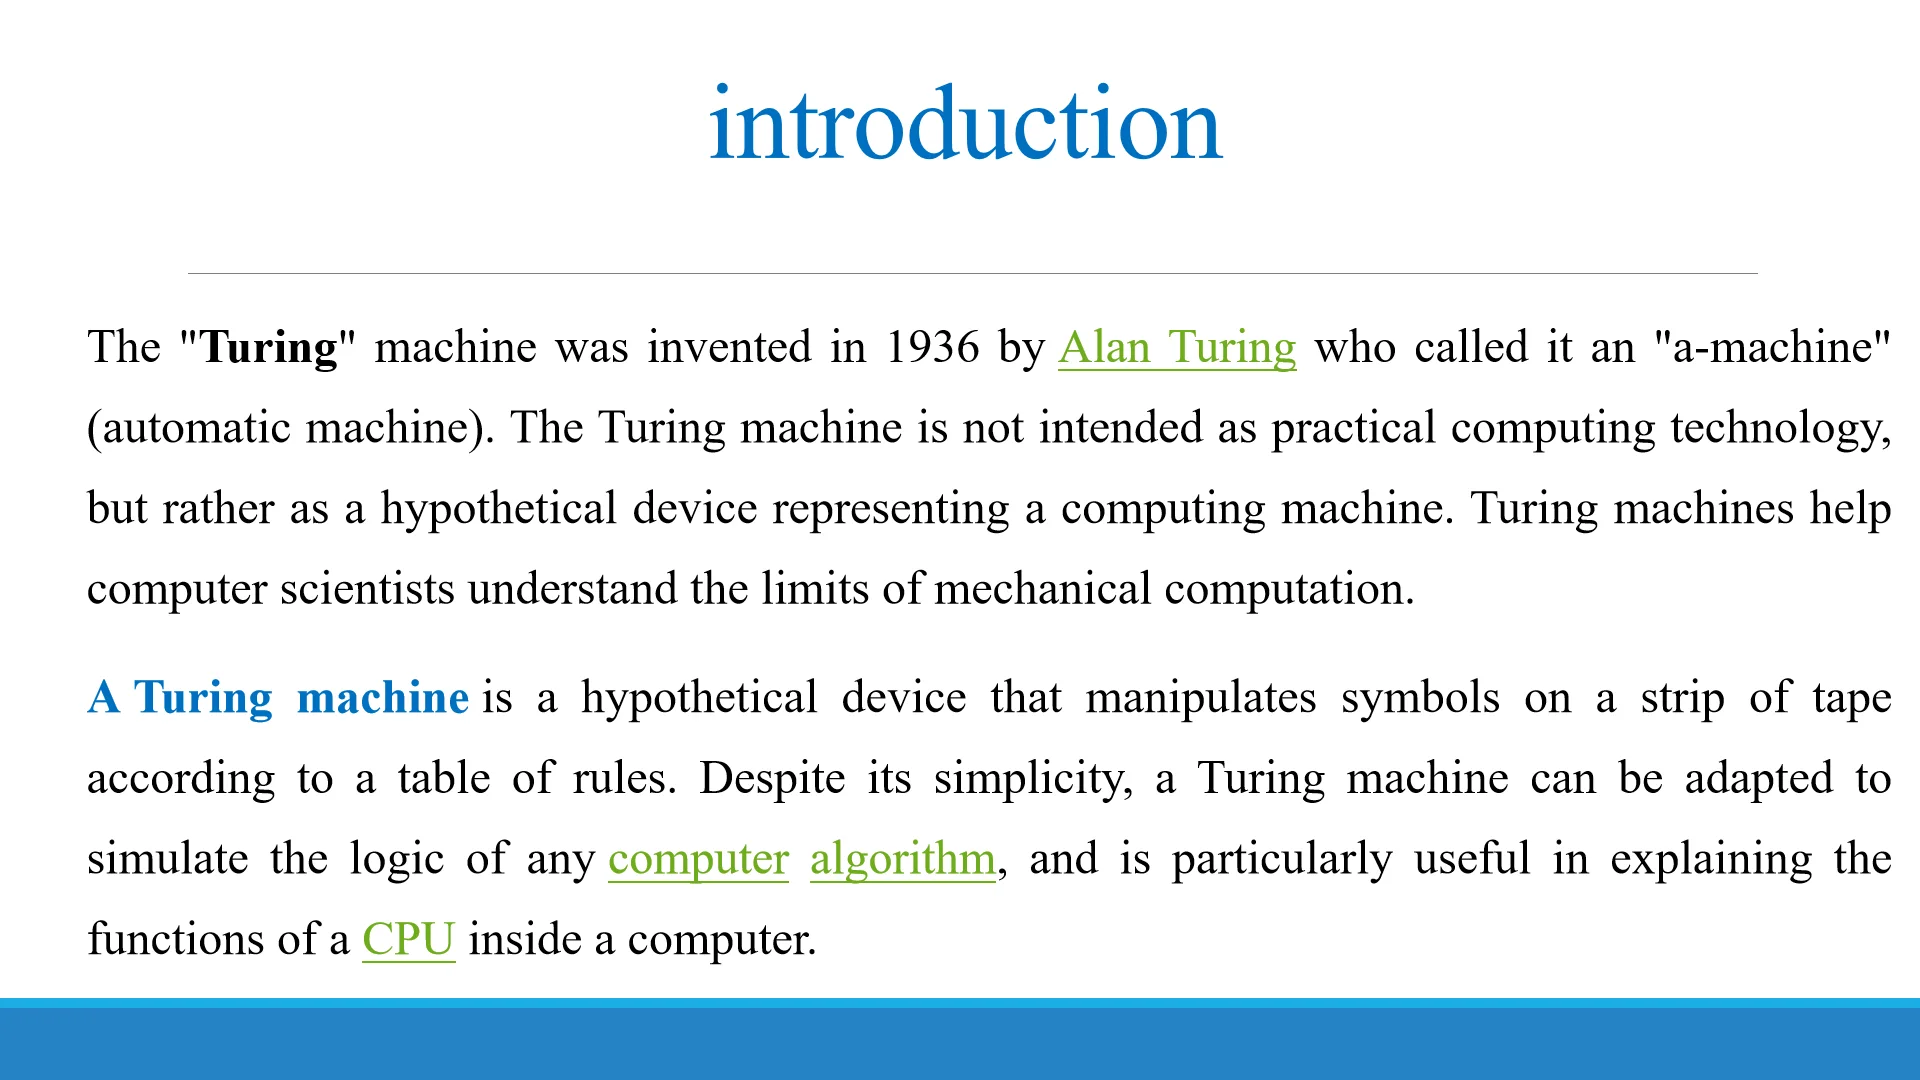 introduction
The "Turing" machine was invented in 1936 by Alan Turing who called it an "a-machine"
(automatic machine). The Turing machine is not intended as practical computing technology,
but rather as a hypothetical device representing a computing machine. Turing machines help
computer scientists understand the limits of mechanical computation.
A Turing machine is a hypothetical device that manipulates symbols on a strip of tape
according to a table of rules. Despite its simplicity, a Turing machine can be adapted to
simulate the logic of any computer algorithm, and is particularly useful in explaining the
functions of a CPU inside a computer.